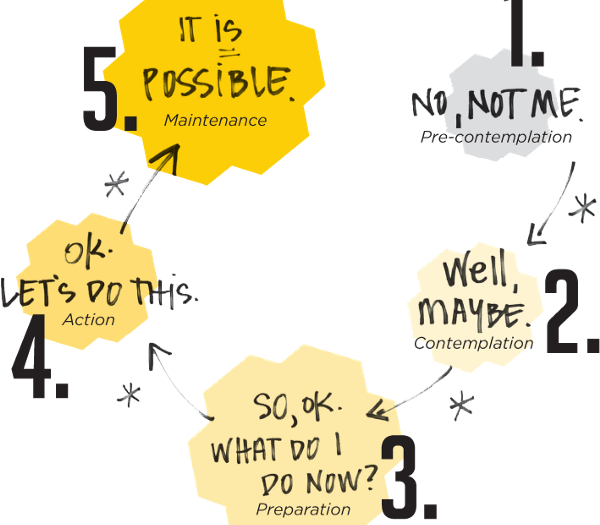 1.
NO, NOT ME.
Pre-contemplation
*
Well,
MAYBE.
Contemplation
2.
*
SO, OK.
WHAT DO I
DO NOW?
Preparation
3.
*
OK.
LET'S DO THIS.
Action
4.
*
IT IS
POSSIBLE.
Maintenance
5.